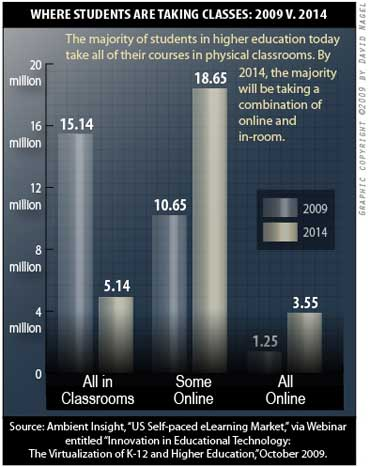 WHERE STUDENTS ARE TAKING CLASSES: 2009 V. 2014
The majority of students in higher education today
take all of their courses in physical classrooms. By
2014, the majority
will be taking a
combination of
online and
in-room.
20
million
16
million
12
million
8
million
4
million
0
15.14
5.14
10.65
18.65
1.25
3.55
2009
2014
All in
Classrooms
Some
Online
All
Online
Source: Ambient Insight, "US Self-paced eLearning Market," via Webinar
entitled "Innovation in Educational Technology:
The Virtualization of K-12 and Higher Education," October 2009.
GRAPHIC COPYRIGHT ©2009 BY DAVID NAGEL